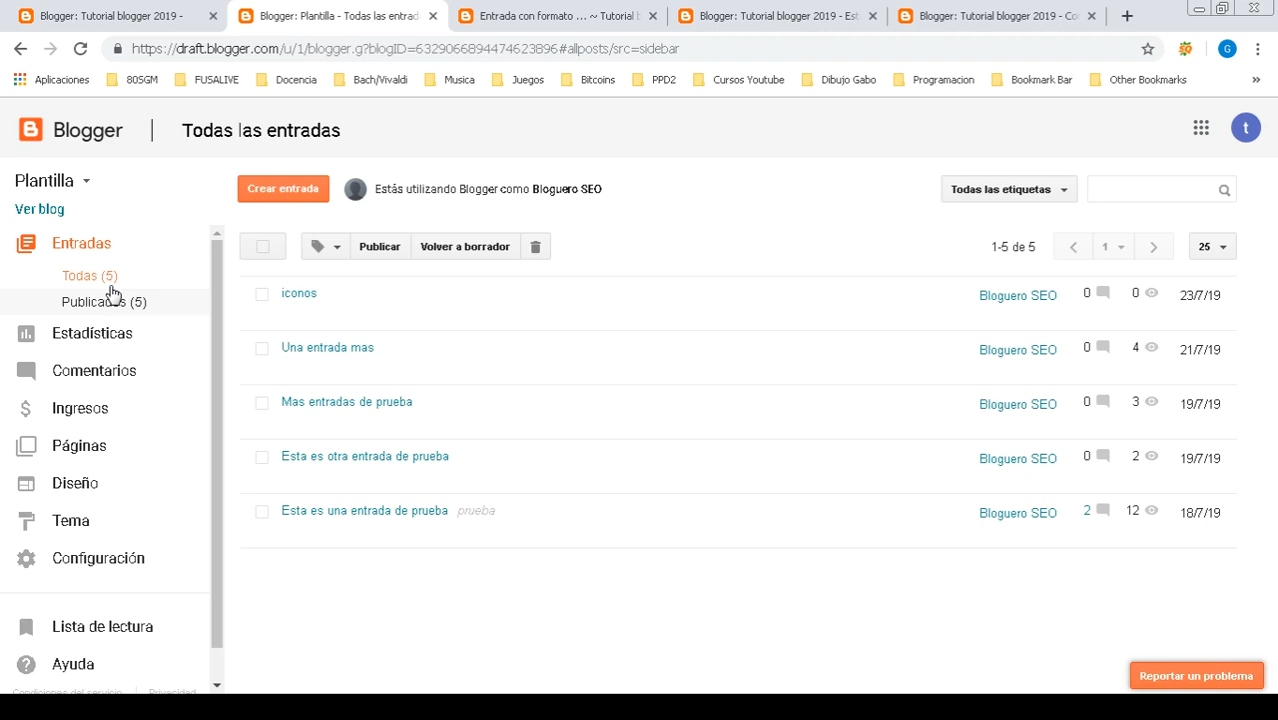 Blogger: Tutorial blogger 2019 -
Blogger: Plantilla - Todas las entrad
Entrada con formato ... ~ Tutorial b
Blogger: Tutorial blogger 2019 - Est
Blogger: Tutorial blogger 2019 - Co
https://draft.blogger.com/u/1/blogger.g?blogID=6329066894474623896#allposts/src=sidebar
G
Aplicaciones
80SGM
FUSALIVE
Docencia
Bach/Vivaldi
Musica
Juegos
Bitcoins
PPD2
Cursos Youtube
Dibujo Gabo
Programacion
Bookmark Bar
Other Bookmarks
Blogger
Todas las entradas
t
Plantilla
Ver blog
Crear entrada
Estás utilizando Blogger como Bloguero SEO
Todas las etiquetas
Entradas
Todas (5)
Publicadas (5)
Estadísticas
Comentarios
Ingresos
Páginas
Diseño
Tema
Configuración
Lista de lectura
Ayuda
Condiciones del servicio
Privacidad
Publicar
Volver a borrador
1-5 de 5
1
25
iconos
Bloguero SEO
0
0
23/7/19
Una entrada mas
Bloguero SEO
0
4
21/7/19
Mas entradas de prueba
Bloguero SEO
0
3
19/7/19
Esta es otra entrada de prueba
Bloguero SEO
0
2
19/7/19
Esta es una entrada de prueba prueba
Bloguero SEO
2
12
18/7/19
Reportar un problema